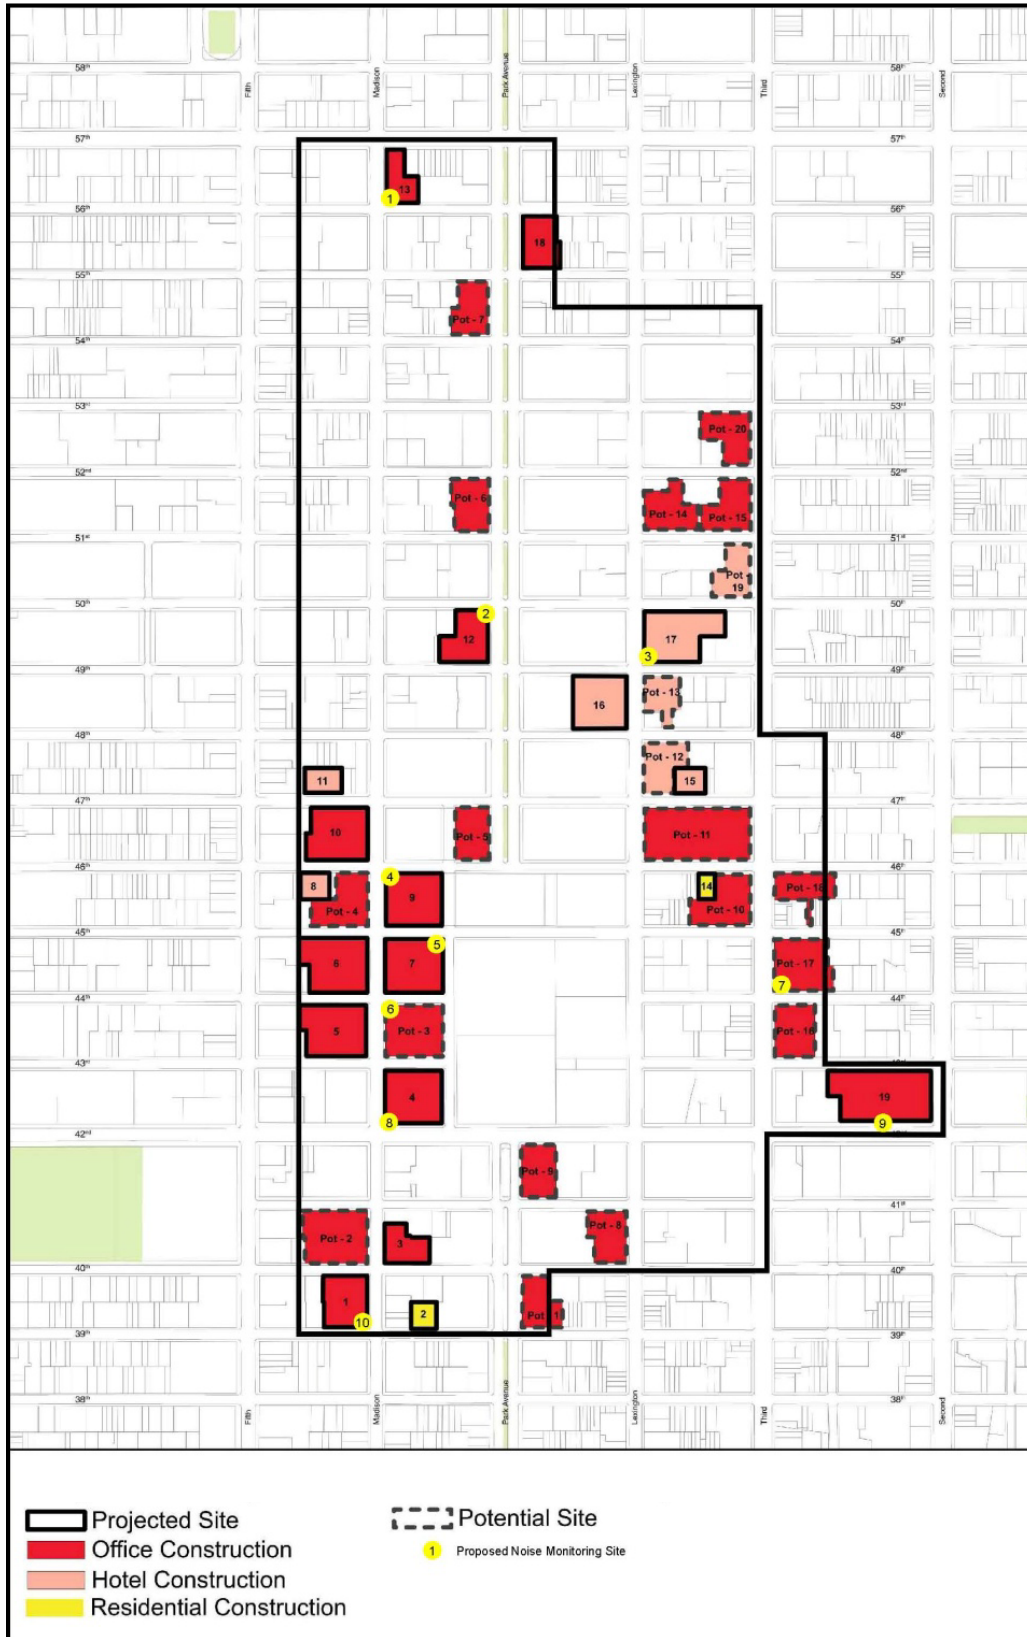 58th
58th
Fifth
Madison
Park Avenue
Lexington
Third
Second
57th
57th
13
1
56th
56th
18
55th
55th
Pot - 7
54th
54th
53rd
53rd
Pot - 20
52nd
52nd
Pot - 6
Pot - 14
Pot - 15
51st
51st
Pot -
19
50th
50th
2
12
17
3
49th
49th
16
Pot - 13
48th
48th
Pot - 12
11
15
47th
47th
10
Pot - 5
Pot - 11
46th
46th
8
Pot - 4
4
9
14
Pot - 10
Pot - 18
45th
45th
6
5
7
Pot - 17
7
44th
44th
5
6
Pot - 3
Pot - 16
43rd
4
8
19
9
42nd
Pot - 9
41st
Pot - 2
3
Pot - 8
40th
40th
1
10
2
Pot - 1
39th
39th
38th
38th
Fifth
Madison
Park Avenue
Lexington
Third
Second
Projected Site
Potential Site
Office Construction
1 Proposed Noise Monitoring Site
Hotel Construction
Residential Construction